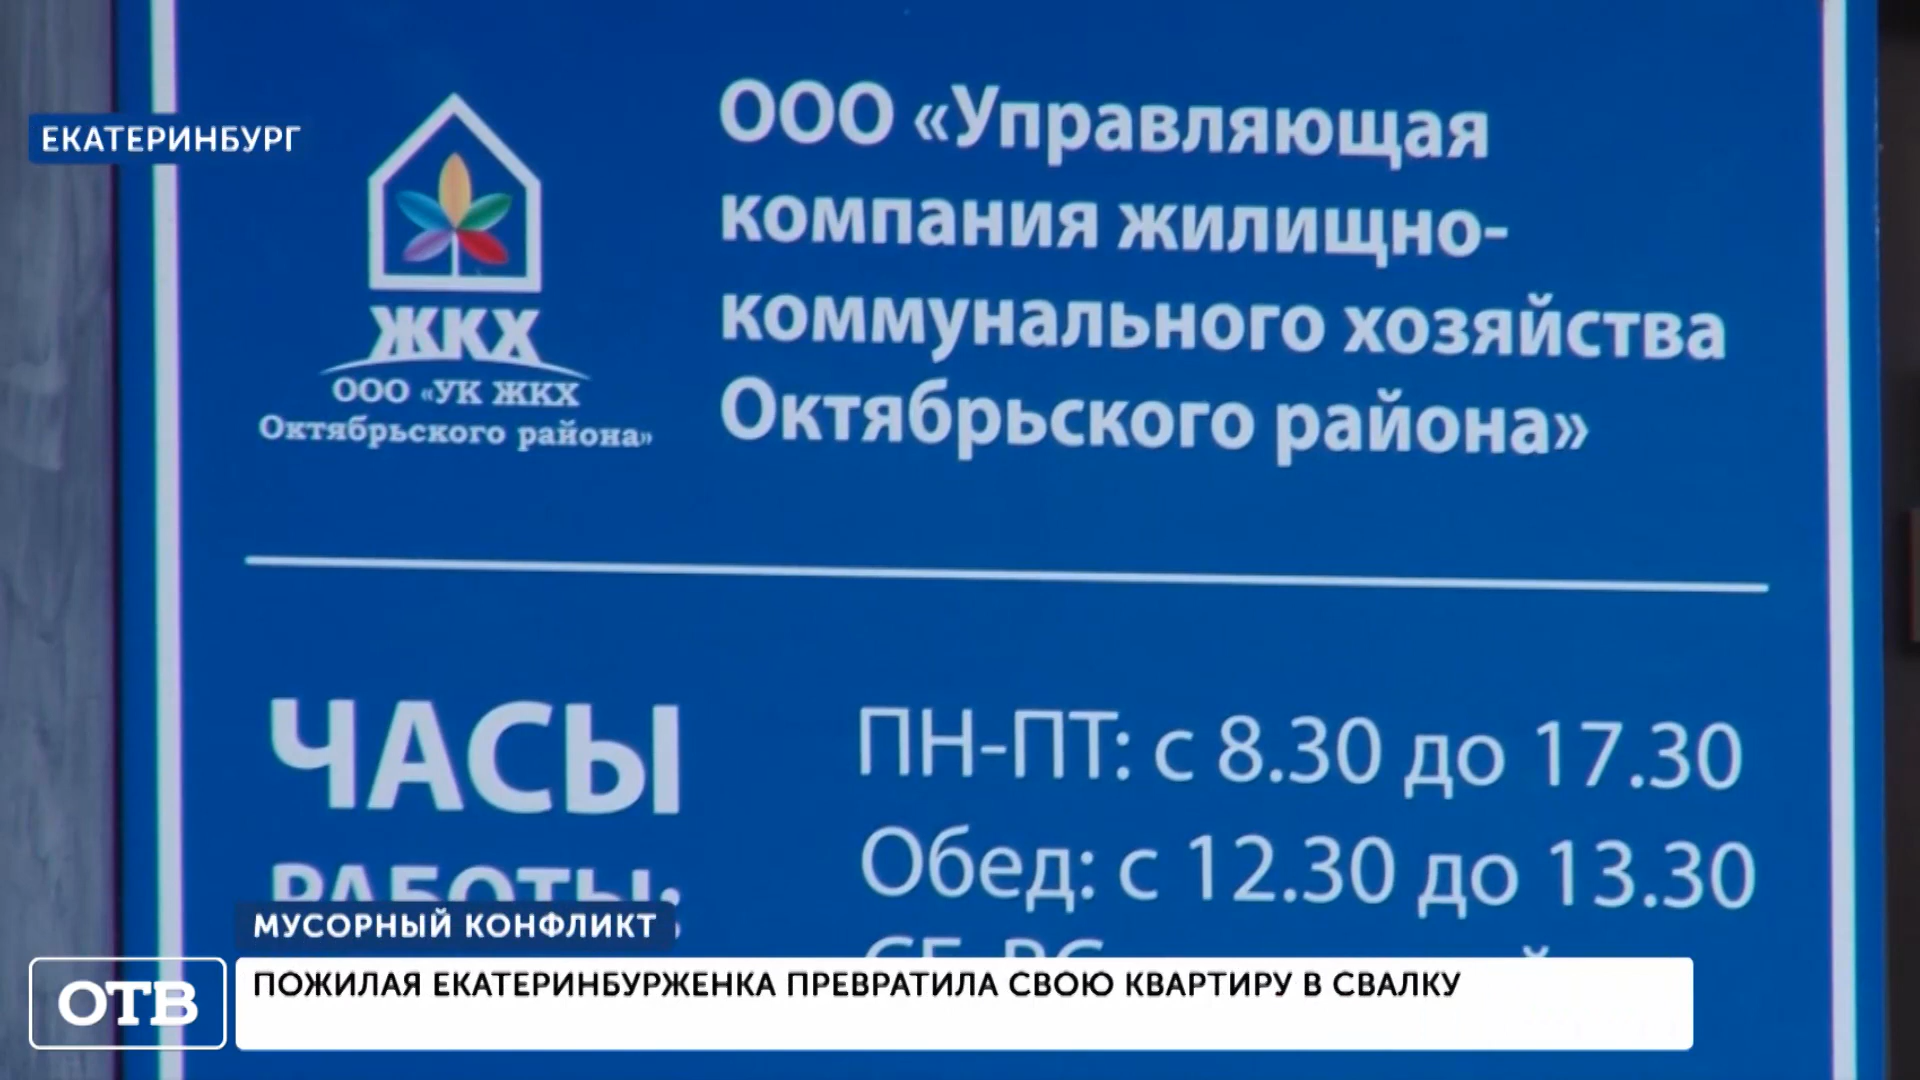 ЕКАТЕРИНБУРГ
ООО «Управляющая
компания жилищно-
коммунального хозяйства
Октябрьского района»
ЖКХ
ООО «УК ЖКХ
Октябрьского района»
ЧАСЫ
РАБОТЫ:
ПН-ПТ: с 8.30 до 17.30
Обед: с 12.30 до 13.30
МУСОРНЫЙ КОНФЛИКТ
ОТВ
ПОЖИЛАЯ ЕКАТЕРИНБУРЖЕНКА ПРЕВРАТИЛА СВОЮ КВАРТИРУ В СВАЛКУ